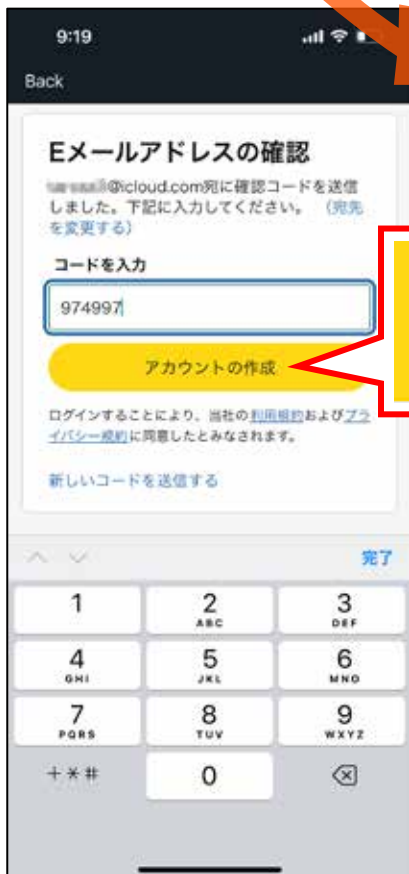 9:19
Back
Eメールアドレスの確認
@icloud.com宛に確認コードを送信
しました。下記に入力してください。 （宛先
を変更する）
コードを入力
974997
アカウントの作成
ログインすることにより、当社の利用規約およびプラ
イバシー規約に同意したとみなされます。
新しいコードを送信する
完了
1 2 3
ABC DEF
4 5 6
GHI JKL MNO
7 8 9
PQRS TUV WXYZ
+*# 0